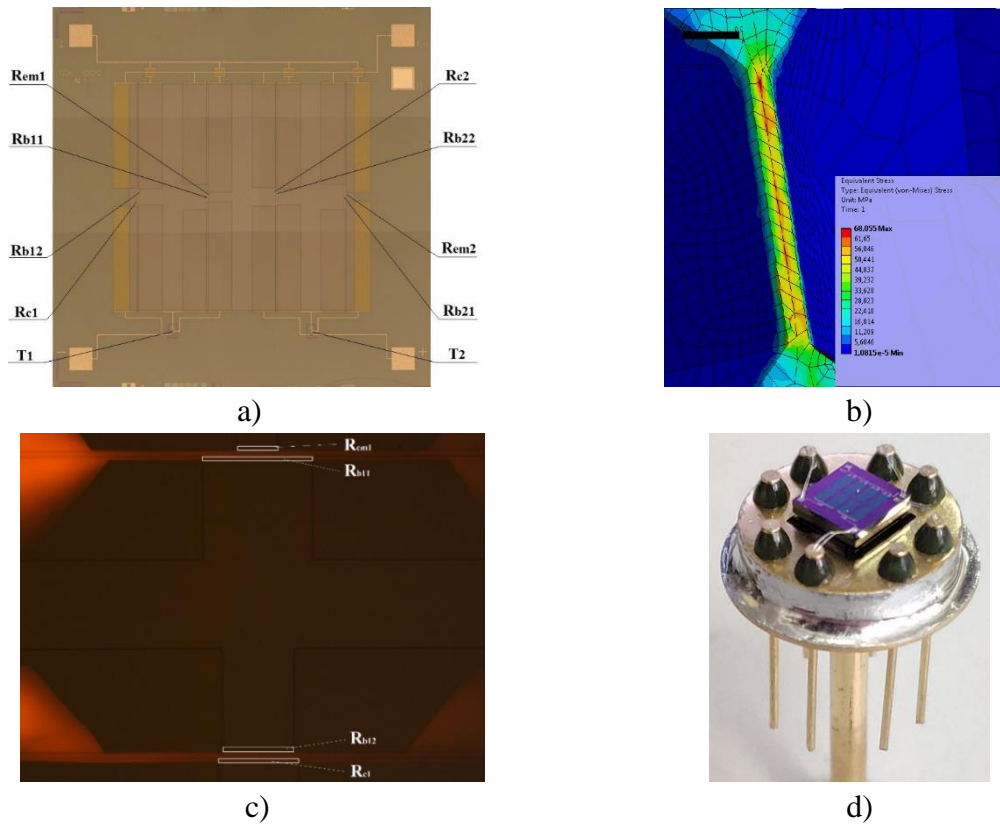 Rem1
Rc2
Rb11
Rb22
Rb12
Rem2
Rc1
Rb21
T1
T2
a)
Equivalent Stress
Type: Equivalent (von-Mises) Stress
Unit: MPa
Time: 1
68.055 Max
61,65
56,046
50,441
44,837
39,232
33,628
28,023
22,418
16,814
11,209
5,6046
1.0815e-5 Min
b)
Rem1
Rb11
Rb12
Rc1
c)
d)